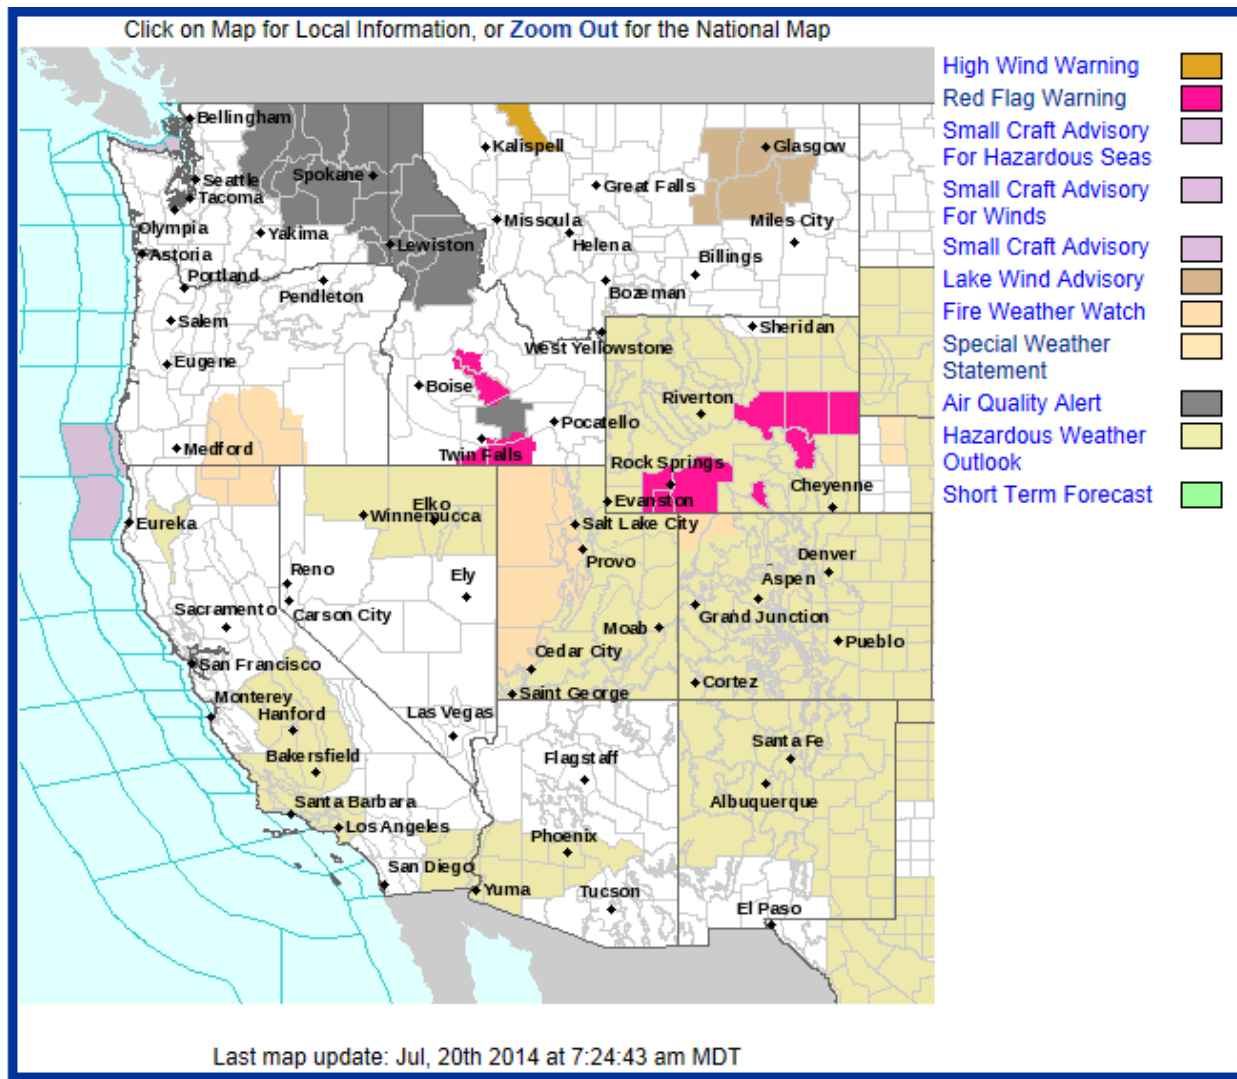 Click on Map for Local Information, or Zoom Out for the National Map
High Wind Warning
Red Flag Warning
Small Craft Advisory
For Hazardous Seas
Small Craft Advisory
For Winds
Small Craft Advisory
Lake Wind Advisory
Fire Weather Watch
Special Weather
Statement
Air Quality Alert
Hazardous Weather
Outlook
Short Term Forecast
Bellingham
Kalispell
Glasgow
Seattle
Spokane
Tacoma
Great Falls
Olympia
Yakima
Lewiston
Missoula
Helena
Miles City
Astoria
Portland
Pendleton
Bozeman
Billings
Salem
Sheridan
West Yellowstone
Eugene
Boise
Riverton
Pocatello
Medford
Twin Falls
Rock Springs
Cheyenne
Evanston
Elko
Winnemucca
Eureka
Salt Lake City
Provo
Denver
Reno
Ely
Aspen
Sacramento
Carson City
Grand Junction
Moab
Pueblo
San Francisco
Cedar City
Cortez
Saint George
Monterey
Hanford
Las Vegas
Santa Fe
Bakersfield
Flagstaff
Albuquerque
Santa Barbara
Los Angeles
Phoenix
San Diego
Yuma
Tucson
El Paso
Last map update: Jul, 20th 2014 at 7:24:43 am MDT